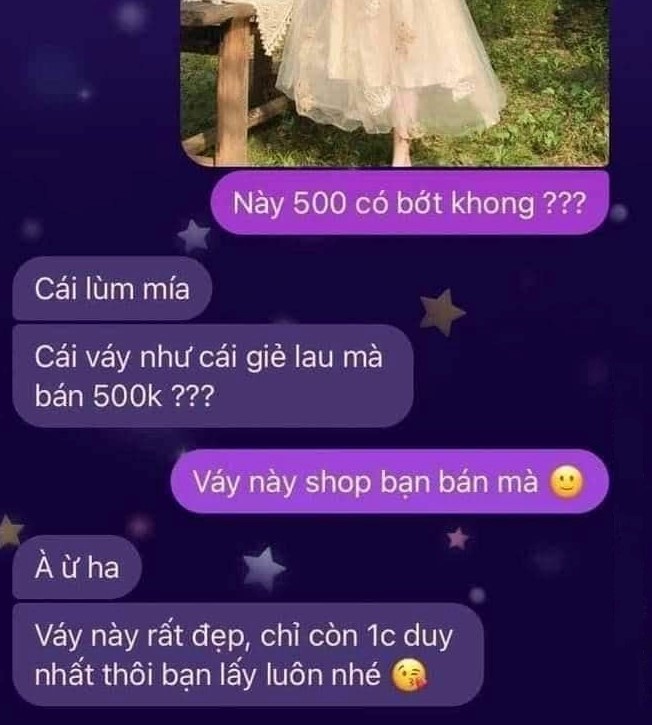 Này 500 có bớt khong ???
Cái lùm mía
Cái váy như cái giẻ lau mà
bán 500k ???
Váy này shop bạn bán mà 🙂
À ừ ha
Váy này rất đẹp, chỉ còn 1c duy
nhất thôi bạn lấy luôn nhé 😘